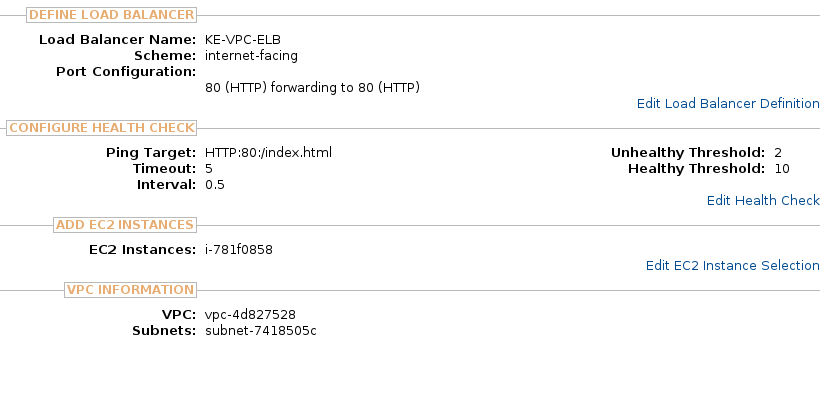 DEFINE LOAD BALANCER
Load Balancer Name: KE-VPC-ELB
Scheme: internet-facing
Port Configuration:
80 (HTTP) forwarding to 80 (HTTP)
Edit Load Balancer Definition
CONFIGURE HEALTH CHECK
Ping Target: HTTP:80:/index.html Unhealthy Threshold: 2
Timeout: 5 Healthy Threshold: 10
Interval: 0.5
Edit Health Check
ADD EC2 INSTANCES
EC2 Instances: i-781f0858
Edit EC2 Instance Selection
VPC INFORMATION
VPC: vpc-4d827528
Subnets: subnet-7418505c